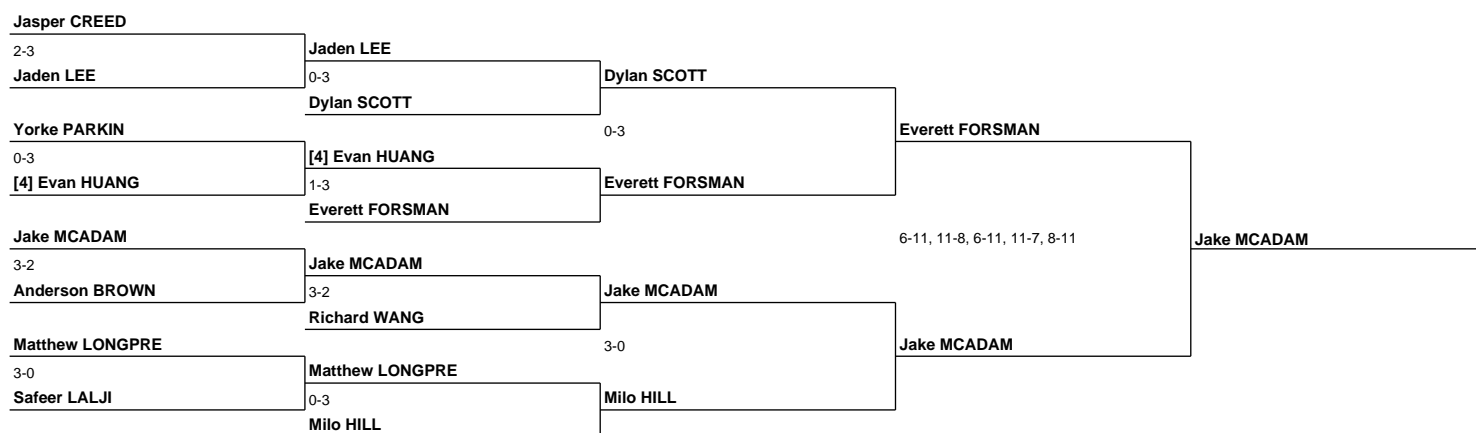 Jasper CREED
2-3
Jaden LEE
Yorke PARKIN
0-3
[4] Evan HUANG
Jake MCADAM
3-2
Anderson BROWN
Matthew LONGPRE
3-0
Safeer LALJI
Jaden LEE
0-3
Dylan SCOTT
[4] Evan HUANG
1-3
Everett FORSMAN
Jake MCADAM
3-2
Richard WANG
Matthew LONGPRE
0-3
Milo HILL
Dylan SCOTT
0-3
Everett FORSMAN
Jake MCADAM
3-0
Milo HILL
Everett FORSMAN
6-11, 11-8, 6-11, 11-7, 8-11
Jake MCADAM
Jake MCADAM